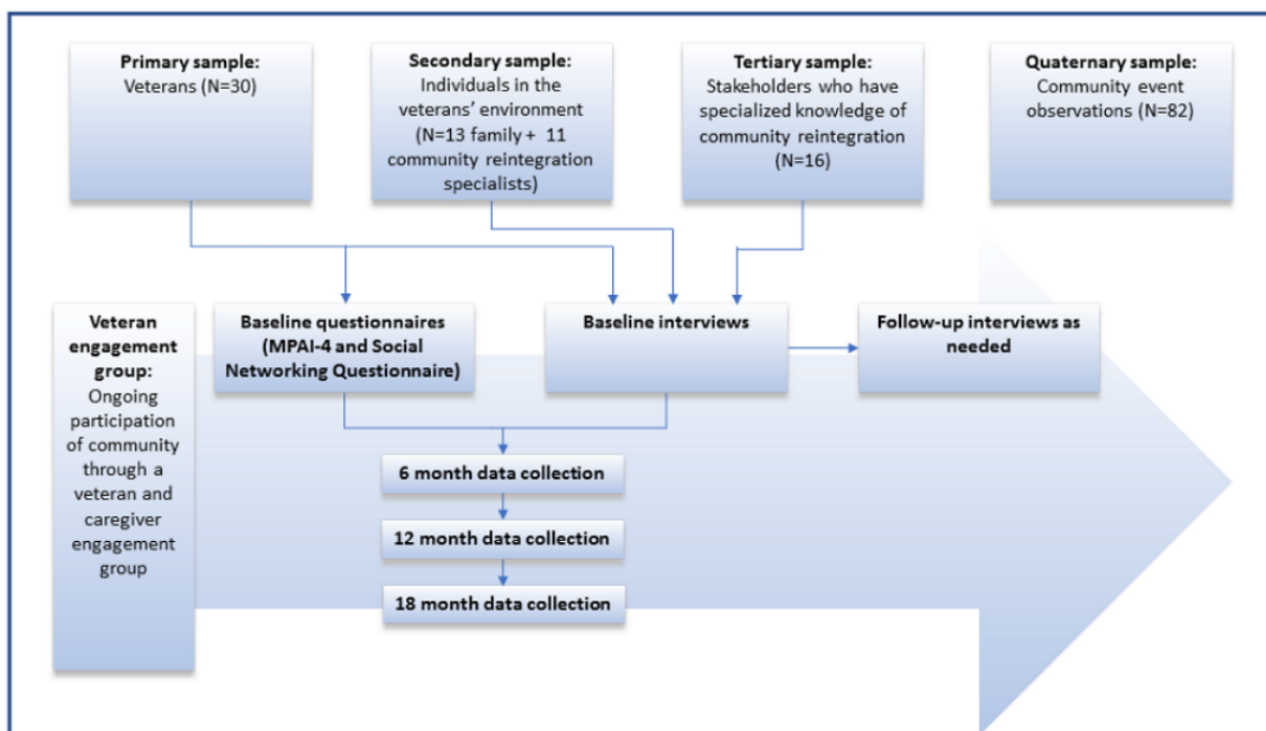 Primary sample:
Veterans (N=30)
Secondary sample:
Individuals in the
veterans’ environment
(N=13 family + 11
community reintegration
specialists)
Tertiary sample:
Stakeholders who have
specialized knowledge of
community reintegration
(N=16)
Quaternary sample:
Community event
observations (N=82)
Veteran
engagement
group:
Ongoing
participation
of community
through a
veteran and
caregiver
engagement
group
Baseline questionnaires
(MPAI-4 and Social
Networking Questionnaire)
Baseline interviews
Follow-up interviews as
needed
6 month data collection
12 month data collection
18 month data collection